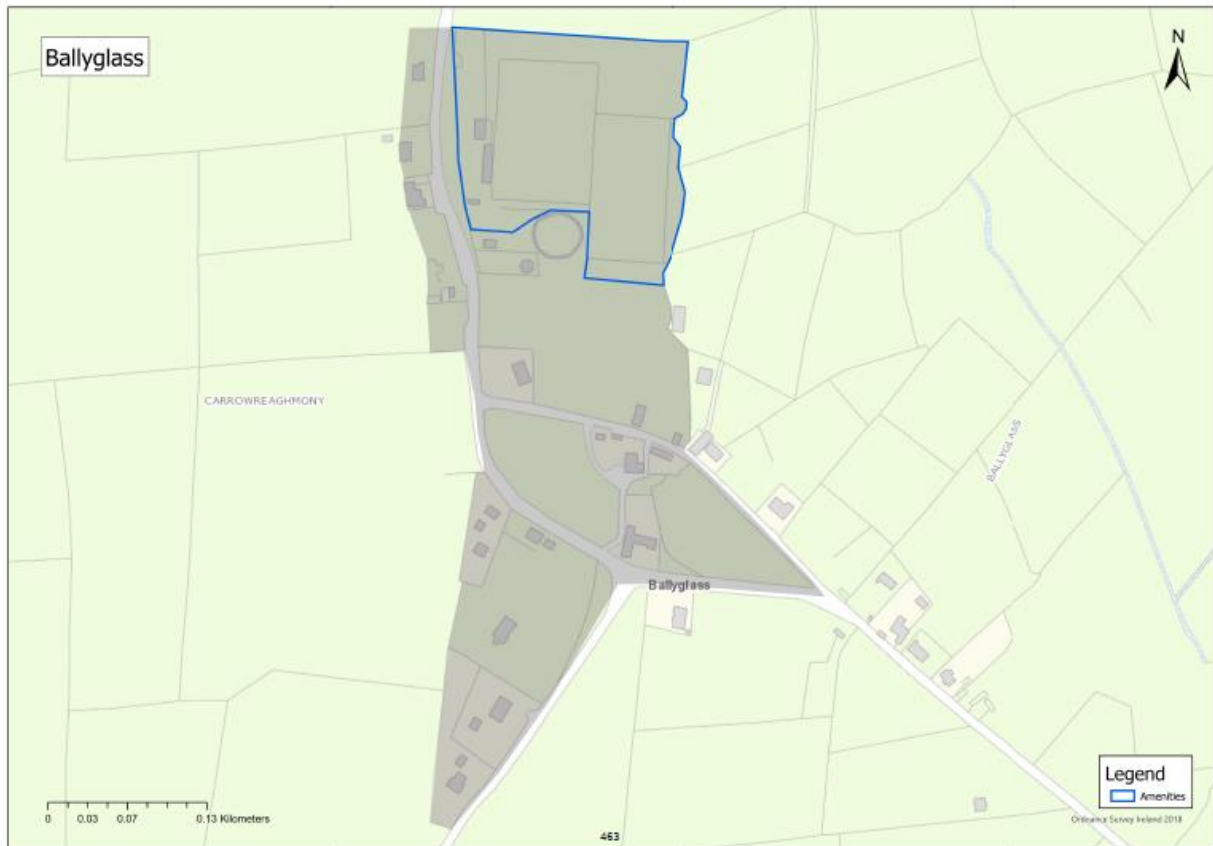 Ballyglass
N
CARROWREAGHMONY
BALLYGLASS
Ballyglass
Legend
Amenities
0 0.03 0.07 0.13 Kilometers
Ordnance Survey Ireland 2018
463